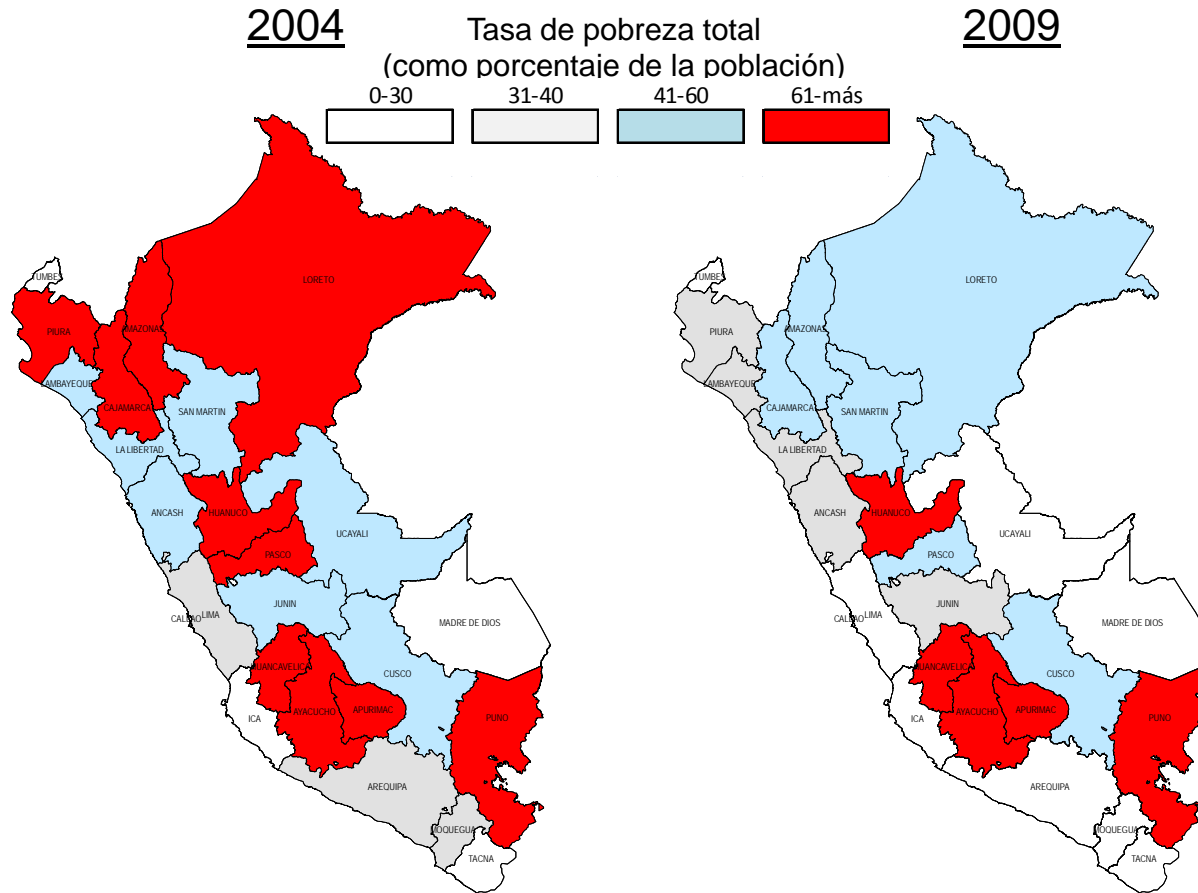 2004
Tasa de pobreza total
(como porcentaje de la población)
2009
0-30
31-40
41-60
61-más
TUMBES
LORETO
PIURA
AMAZONAS
LAMBAYEQUE
CAJAMARCA
SAN MARTIN
LA LIBERTAD
ANCASH
HUANUCO
UCAYALI
PASCO
JUNIN
CALLAO
LIMA
MADRE DE DIOS
HUANCAVELICA
CUSCO
ICA
AYACUCHO
APURIMAC
PUNO
AREQUIPA
MOQUEGUA
TACNA
TUMBES
LORETO
PIURA
AMAZONAS
LAMBAYEQUE
CAJAMARCA
SAN MARTIN
LA LIBERTAD
ANCASH
HUANUCO
UCAYALI
PASCO
JUNIN
CALLAO
LIMA
MADRE DE DIOS
HUANCAVELICA
CUSCO
ICA
AYACUCHO
APURIMAC
PUNO
AREQUIPA
MOQUEGUA
TACNA